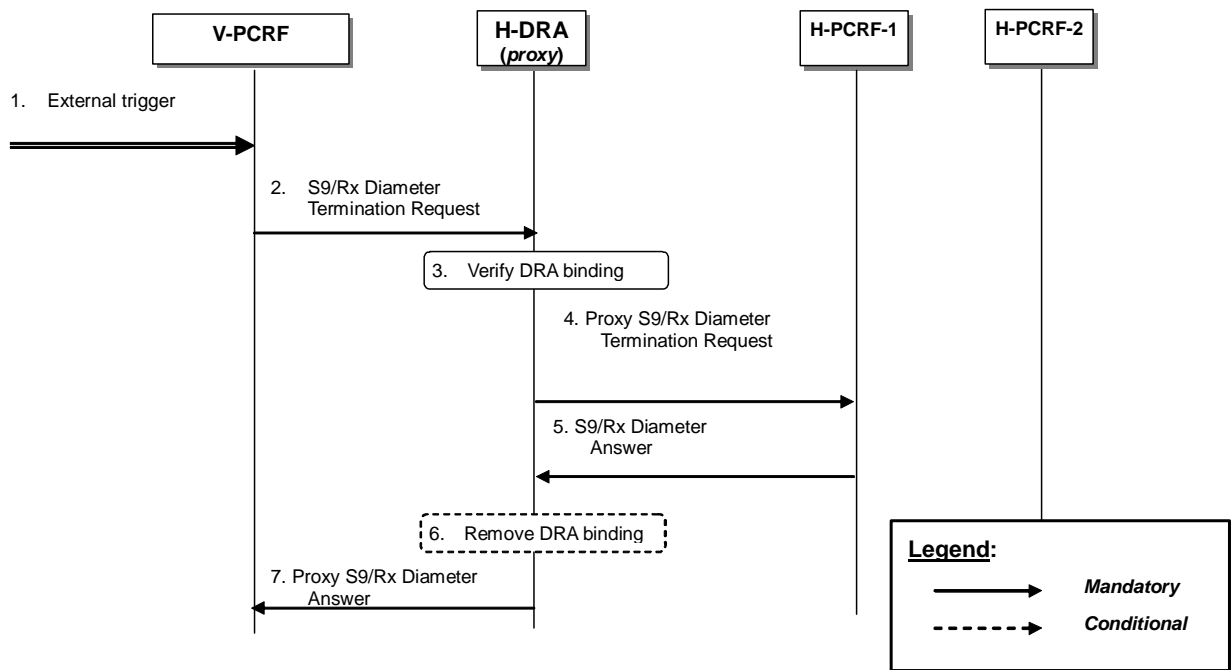 V-PCRF
H-DRA
(proxy)
H-PCRF-1
H-PCRF-2
1. External trigger
2. S9/Rx Diameter
Termination Request
3. Verify DRA binding
4. Proxy S9/Rx Diameter
Termination Request
5. S9/Rx Diameter
Answer
6. Remove DRA binding
7. Proxy S9/Rx Diameter
Answer
Legend:
Mandatory
Conditional